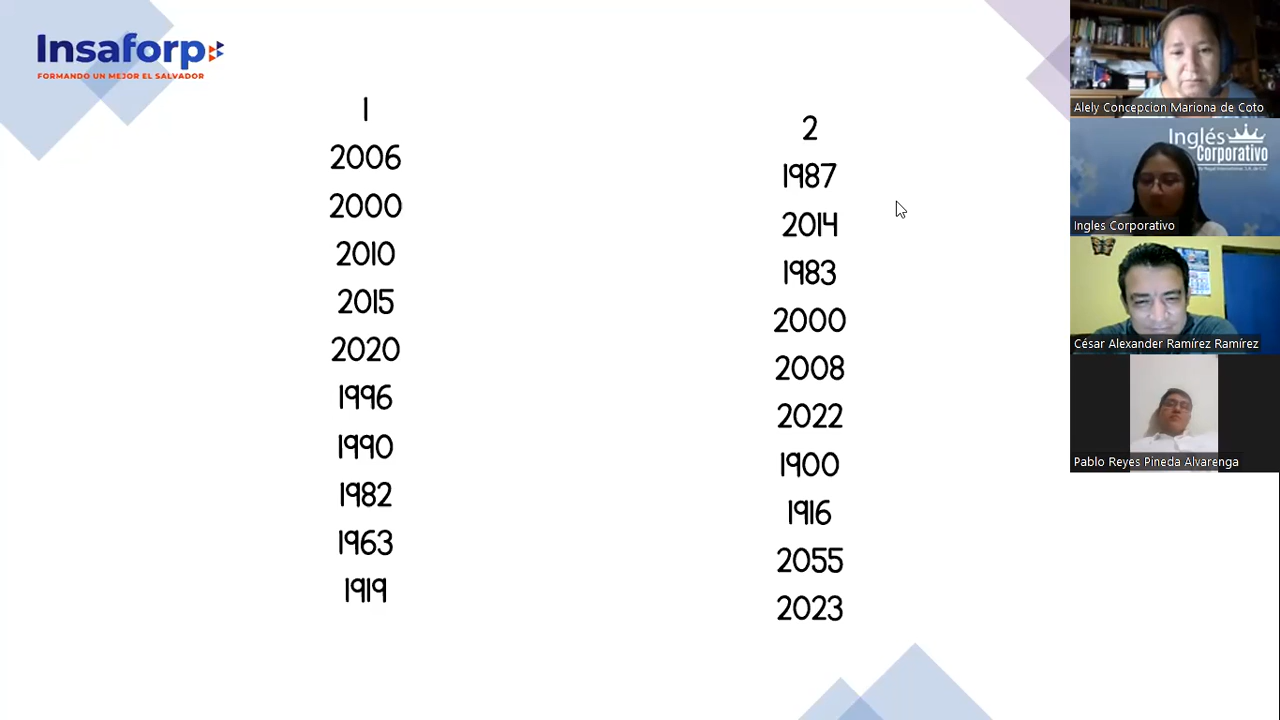 Insaforp
FORMANDO UN MEJOR EL SALVADOR
1
2006
2000
2010
2015
2020
1996
1990
1982
1963
1919
2
1987
2014
1983
2000
2008
2022
1900
1916
2055
2023
Alely Concepcion Mariona de Coto
Inglés
Corporativo
Ingles Corporativo
César Alexander Ramírez Ramírez
Pablo Reyes Pineda Alvarenga